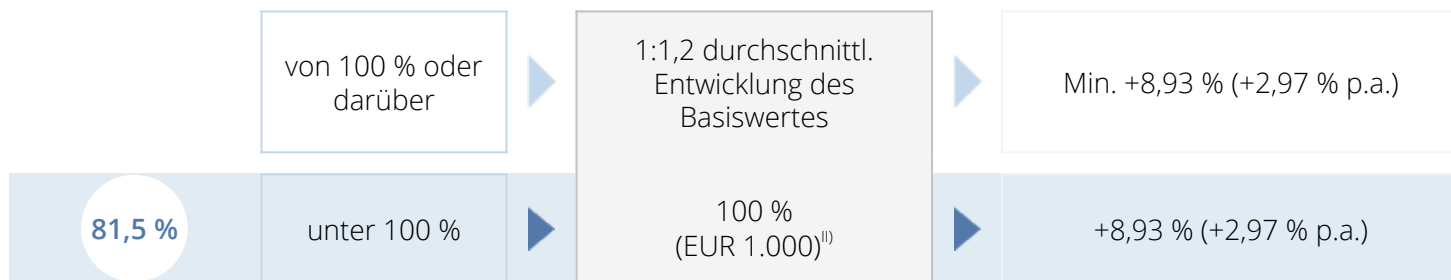 von 100 % oder
darüber
1:1,2 durchschnittl.
Entwicklung des
Basiswertes
Min. +8,93 % (+2,97 % p.a.)
81,5 %
unter 100 %
100 %
(EUR 1.000)II)
+8,93 % (+2,97 % p.a.)